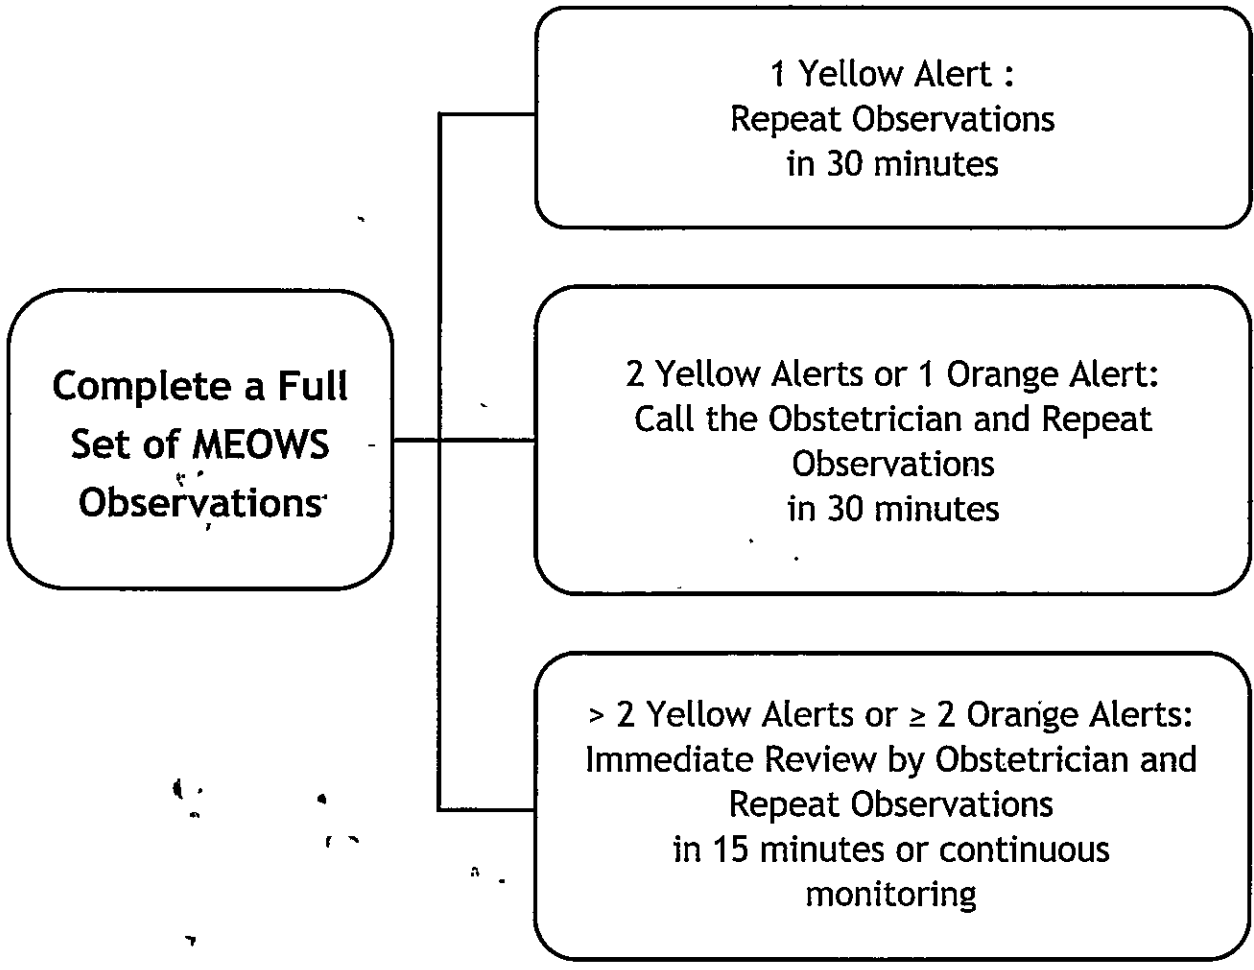 Complete a Full
Set of MEOWS
Observations
1 Yellow Alert :
Repeat Observations
in 30 minutes
2 Yellow Alerts or 1 Orange Alert:
Call the Obstetrician and Repeat
Observations
in 30 minutes
> 2 Yellow Alerts or ≥ 2 Orange Alerts:
Immediate Review by Obstetrician and
Repeat Observations
in 15 minutes or continuous
monitoring